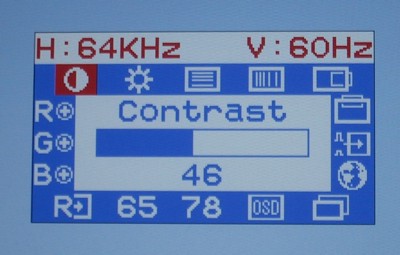 H:64KHz V:60Hz
R
Contrast
G
B
46
R 65 78 OSD